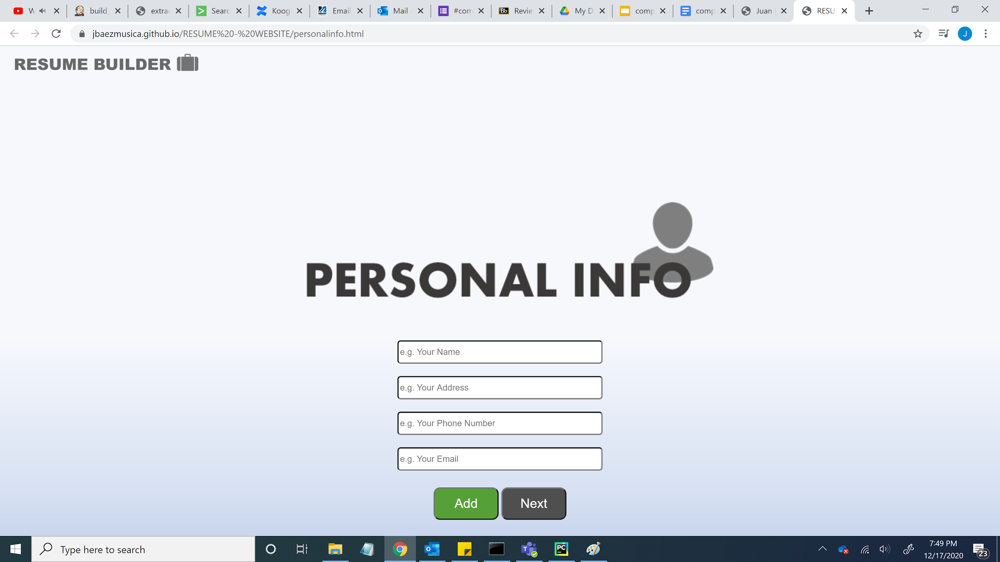 W build_ extrac Searc Koog Email Mail - #com Revie My D comp comp Juan RESU
jbaezmusica.github.io/RESUME%20-%20WEBSITE/personalinfo.html J
RESUME BUILDER
PERSONAL INFO
e.g. Your Name
e.g. Your Address
e.g. Your Phone Number
e.g. Your Email
Add Next
Type here to search
7:49 PM
12/17/2020
23